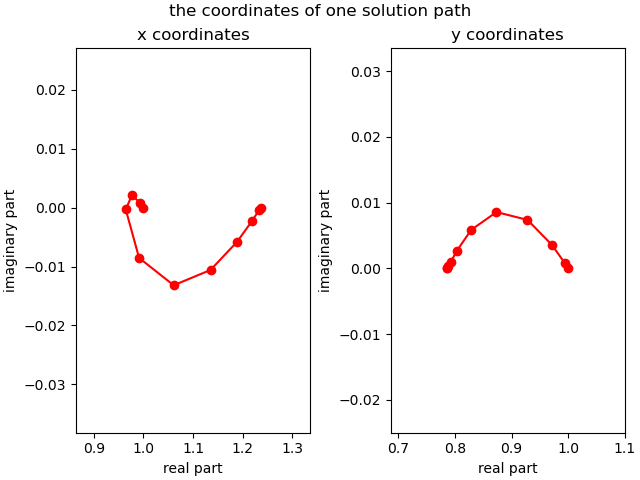 the coordinates of one solution path
x coordinates
y coordinates
imaginary part
0.02
0.01
0.00
−0.01
−0.02
−0.03
0.9 1.0 1.1 1.2 1.3
real part
imaginary part
0.03
0.02
0.01
0.00
−0.01
−0.02
0.7 0.8 0.9 1.0 1.1
real part